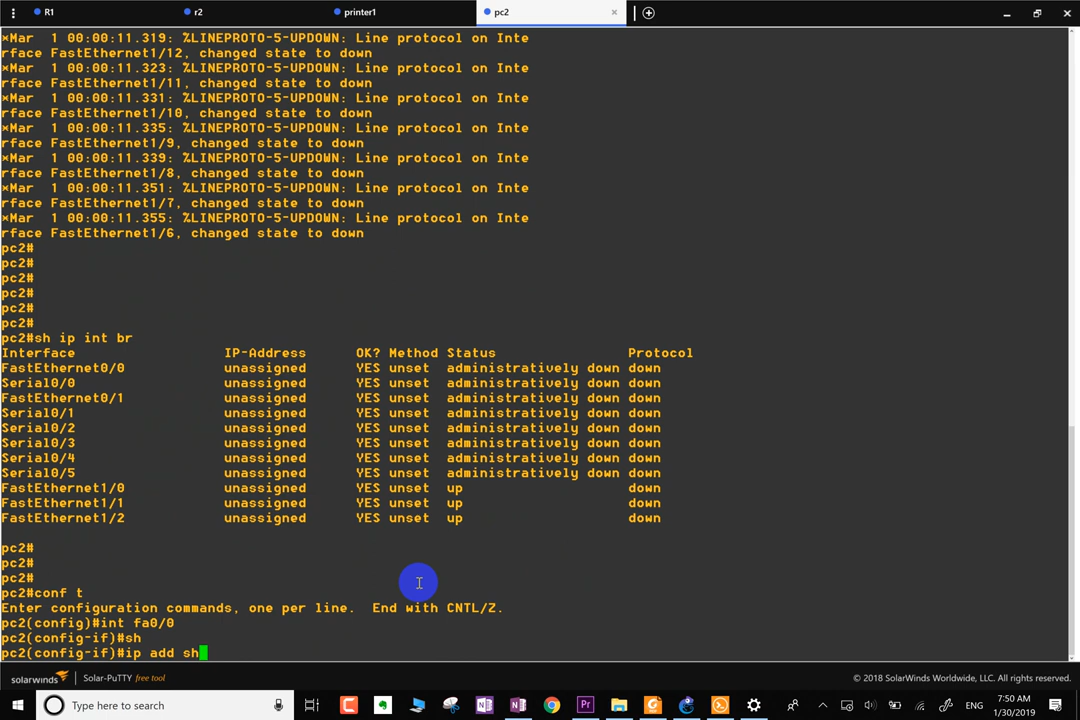 R1 r2 printer1 pc2
*Mar  1 00:00:11.319: %LINEPROTO-5-UPDOWN: Line protocol on Inte
rface FastEthernet1/12, changed state to down
*Mar  1 00:00:11.323: %LINEPROTO-5-UPDOWN: Line protocol on Inte
rface FastEthernet1/11, changed state to down
*Mar  1 00:00:11.331: %LINEPROTO-5-UPDOWN: Line protocol on Inte
rface FastEthernet1/10, changed state to down
*Mar  1 00:00:11.335: %LINEPROTO-5-UPDOWN: Line protocol on Inte
rface FastEthernet1/9, changed state to down
*Mar  1 00:00:11.339: %LINEPROTO-5-UPDOWN: Line protocol on Inte
rface FastEthernet1/8, changed state to down
*Mar  1 00:00:11.351: %LINEPROTO-5-UPDOWN: Line protocol on Inte
rface FastEthernet1/7, changed state to down
*Mar  1 00:00:11.355: %LINEPROTO-5-UPDOWN: Line protocol on Inte
rface FastEthernet1/6, changed state to down
pc2#
pc2#
pc2#
pc2#
pc2#
pc2#
pc2#sh ip int br
Interface IP-Address OK? Method Status Protocol
FastEthernet0/0 unassigned YES unset administratively down down
Serial0/0 unassigned YES unset administratively down down
FastEthernet0/1 unassigned YES unset administratively down down
Serial0/1 unassigned YES unset administratively down down
Serial0/2 unassigned YES unset administratively down down
Serial0/3 unassigned YES unset administratively down down
Serial0/4 unassigned YES unset administratively down down
Serial0/5 unassigned YES unset administratively down down
FastEthernet1/0 unassigned YES unset up down
FastEthernet1/1 unassigned YES unset up down
FastEthernet1/2 unassigned YES unset up down
pc2#
pc2#
pc2#
pc2#conf t
Enter configuration commands, one per line.  End with CNTL/Z.
pc2(config)#int fa0/0
pc2(config-if)#sh
pc2(config-if)#ip add sh
solarwinds Solar-PuTTY free tool © 2018 SolarWinds Worldwide, LLC. All rights reserved.
Type here to search Pr ENG 7:50 AM
1/30/2019